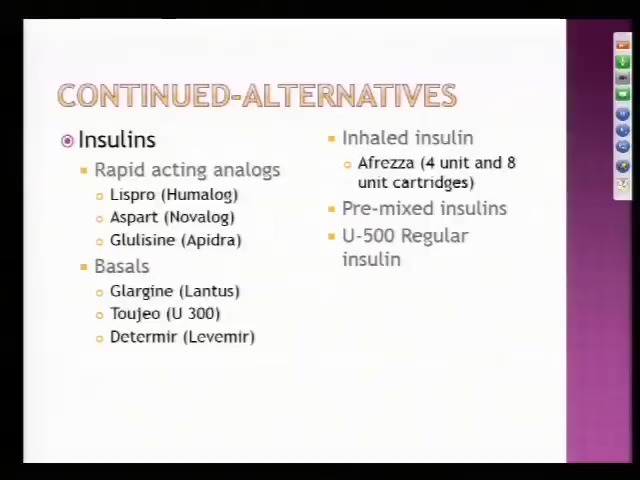 CONTINUED-ALTERNATIVES
Insulins
Rapid acting analogs
Lispro (Humalog)
Aspart (Novalog)
Glulisine (Apidra)
Basals
Glargine (Lantus)
Toujeo (U 300)
Determir (Levemir)
Inhaled insulin
Afrezza (4 unit and 8
unit cartridges)
Pre-mixed insulins
U-500 Regular
insulin